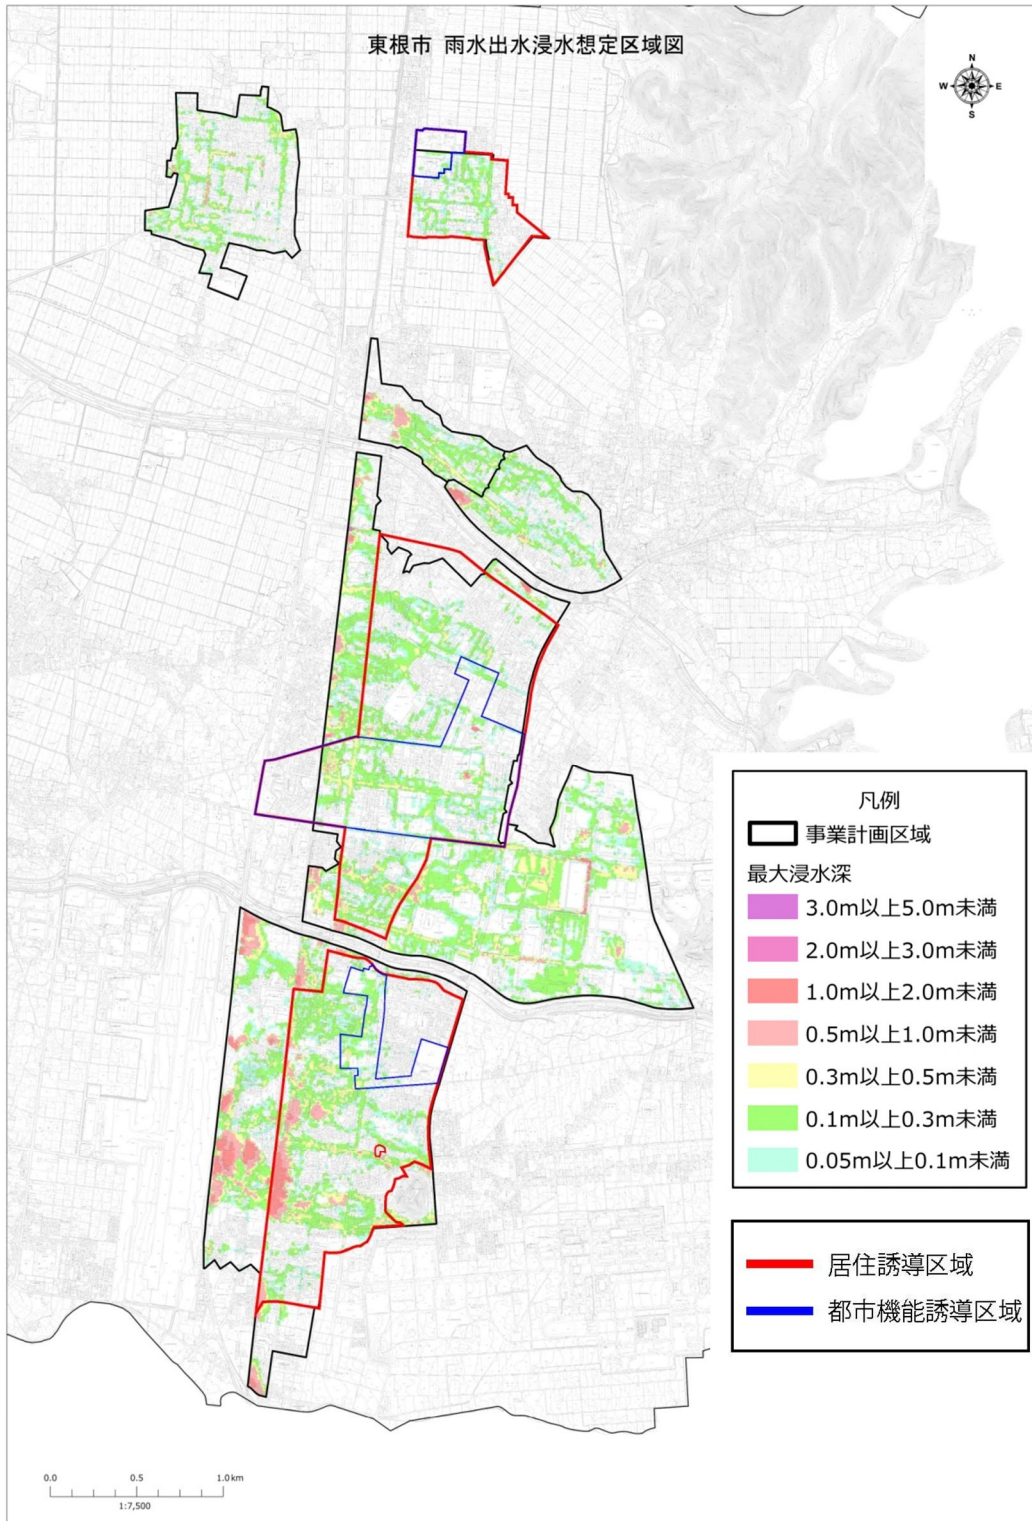 東根市 雨水出水浸水想定区域図
N
W E
S
凡例
事業計画区域
最大浸水深
3.0m以上5.0m未満
2.0m以上3.0m未満
1.0m以上2.0m未満
0.5m以上1.0m未満
0.3m以上0.5m未満
0.1m以上0.3m未満
0.05m以上0.1m未満
居住誘導区域
都市機能誘導区域
0.0 0.5 1.0km
1:7,500